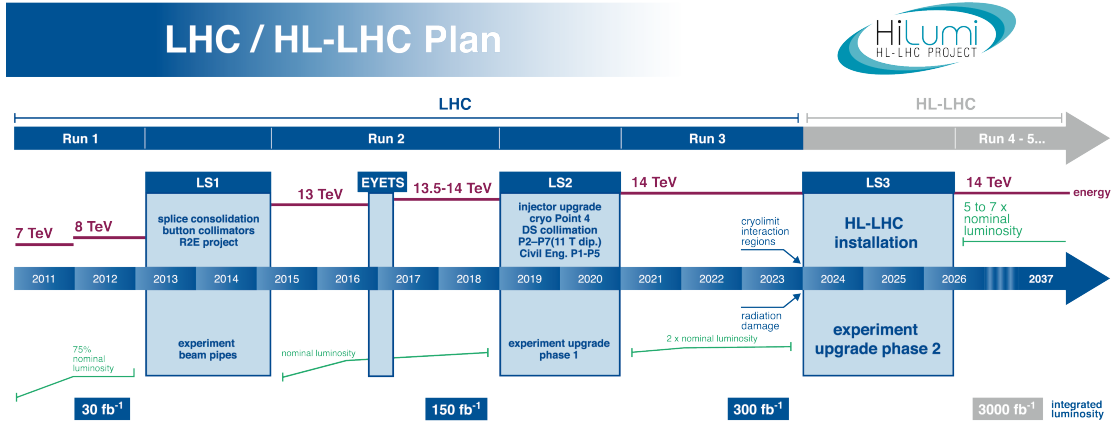 LHC / HL-LHC Plan
HiLumi
HL-LHC PROJECT
LHC
HL-LHC
Run 1
Run 2
Run 3
Run 4 - 5...
LS1
EYETS
LS2
LS3
7 TeV
8 TeV
13 TeV
13.5-14 TeV
14 TeV
14 TeV
energy
splice consolidation
button collimators
R2E project
injector upgrade
cryo Point 4
DS collimation
P2–P7(11 T dip.)
Civil Eng. P1-P5
cryolimit
interaction
regions
HL-LHC
installation
5 to 7 x
nominal
luminosity
2011
2012
2013
2014
2015
2016
2017
2018
2019
2020
2021
2022
2023
2024
2025
2026
2037
75%
nominal
luminosity
experiment
beam pipes
nominal luminosity
experiment upgrade
phase 1
2 x nominal luminosity
radiation
damage
experiment
upgrade phase 2
30 fb-1
150 fb-1
300 fb-1
3000 fb-1
integrated
luminosity